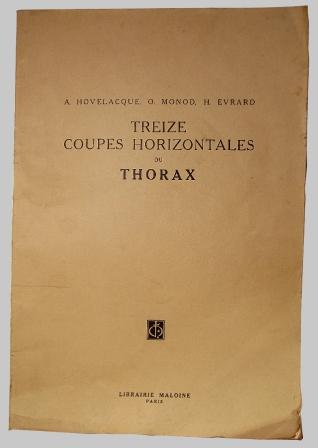 A. HOVELACQUE, O. MONOD, H. EVRARD
TREIZE
COUPES HORIZONTALES
DU
THORAX
LIBRAIRIE MALOINE
PARIS